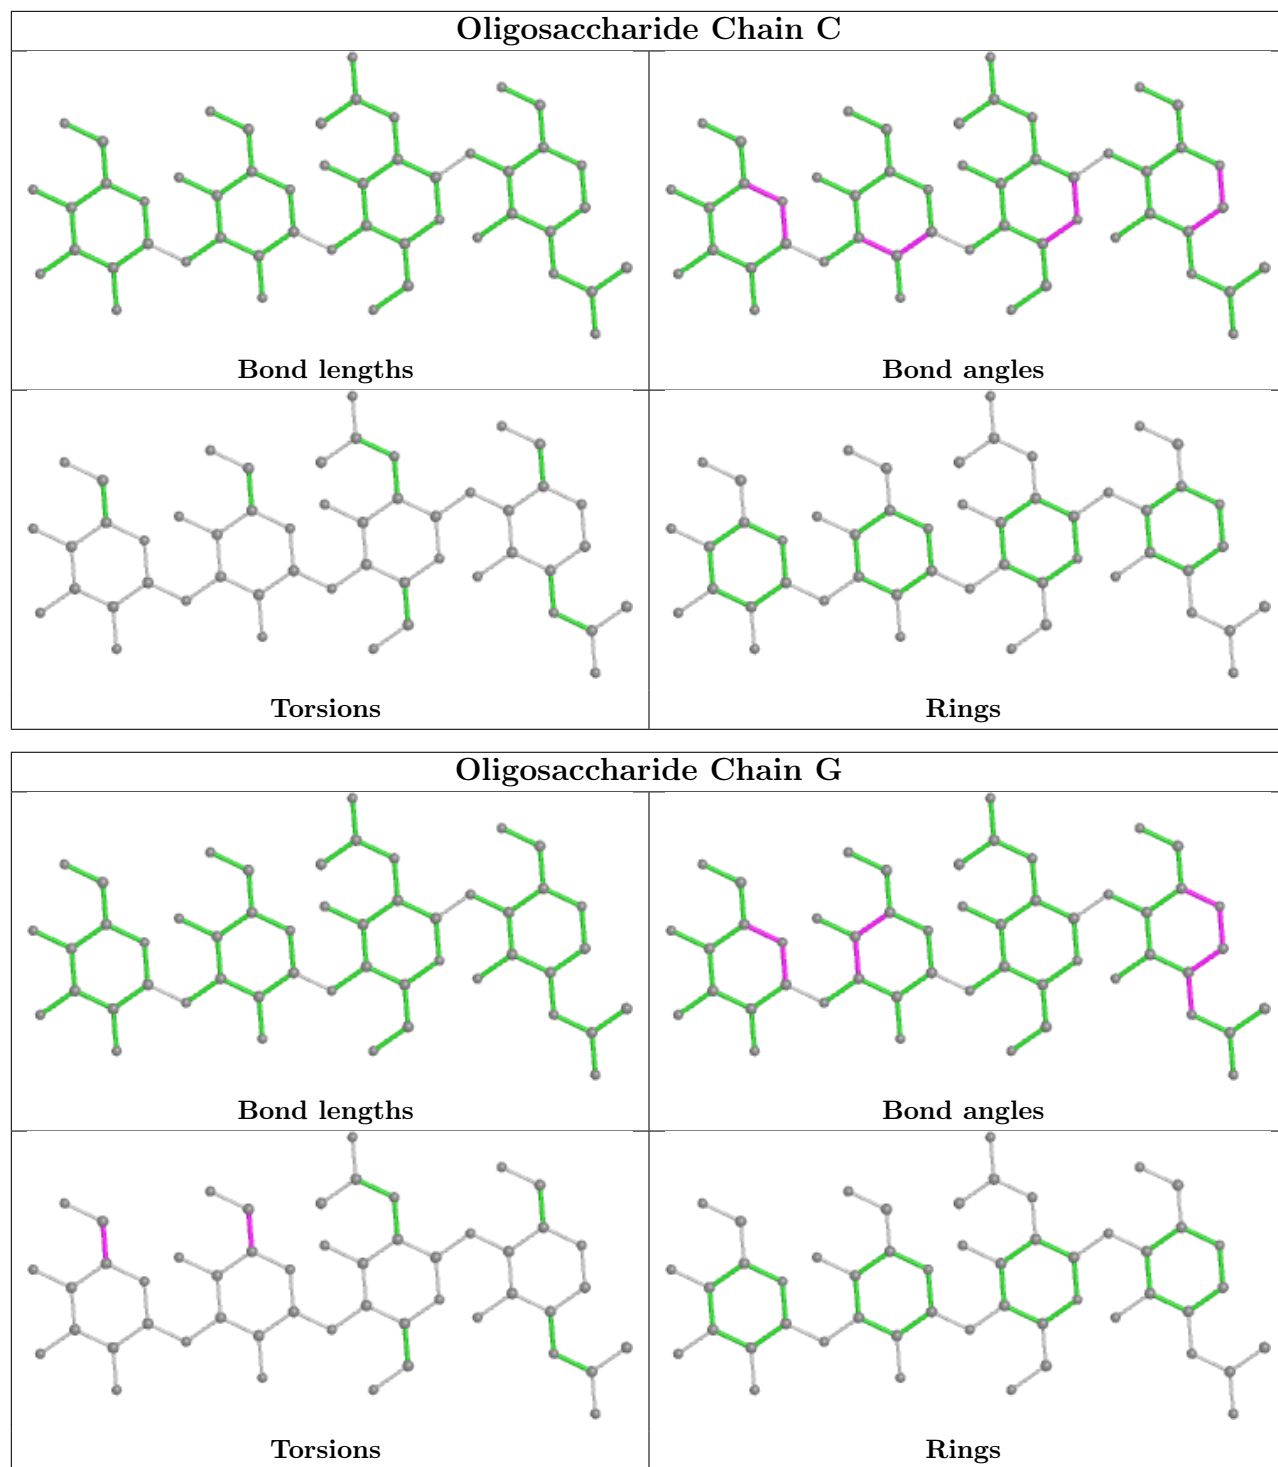 Oligosaccharide Chain C
Bond lengths
Bond angles
Torsions
Rings
Oligosaccharide Chain G
Bond lengths
Bond angles
Torsions
Rings